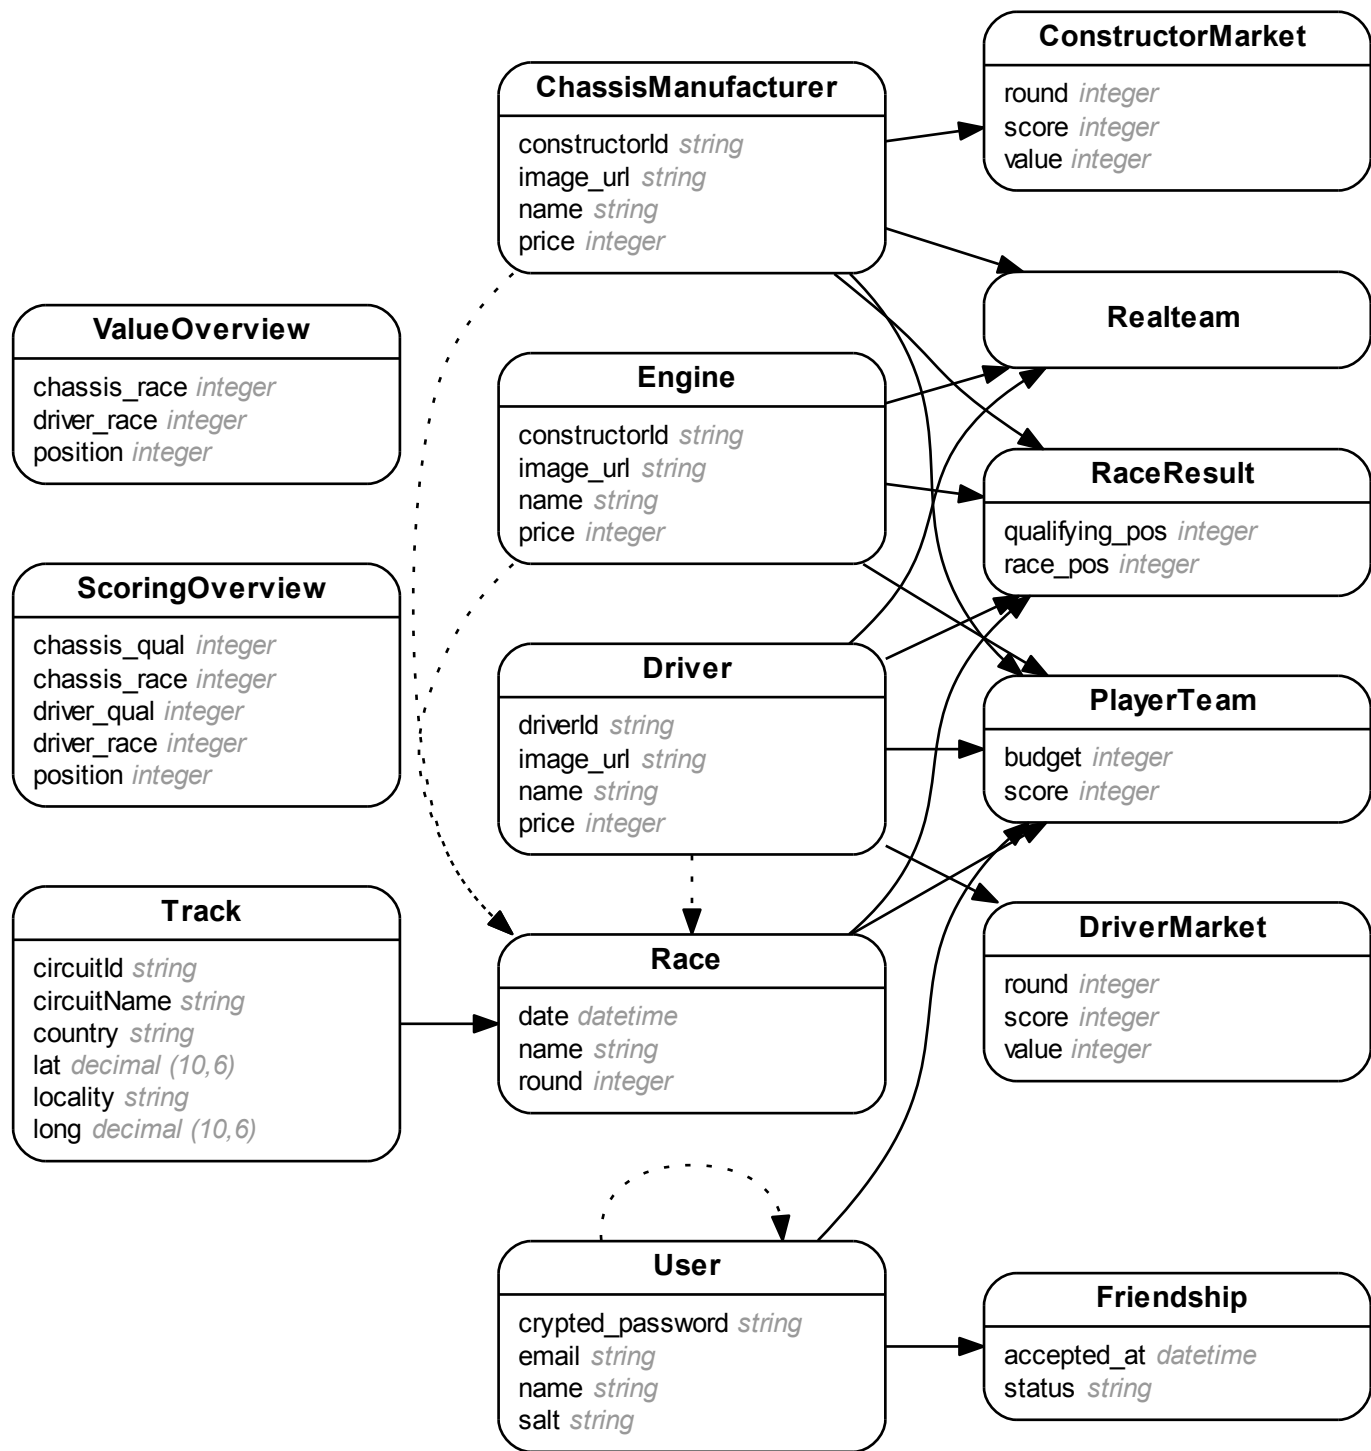 ConstructorMarket
round integer
score integer
value integer
ChassisManufacturer
constructorId string
image_url string
name string
price integer
Realteam
ValueOverview
chassis_race integer
driver_race integer
position integer
Engine
constructorId string
image_url string
name string
price integer
RaceResult
qualifying_pos integer
race_pos integer
ScoringOverview
chassis_qual integer
chassis_race integer
driver_qual integer
driver_race integer
position integer
Driver
driverId string
image_url string
name string
price integer
PlayerTeam
budget integer
score integer
Track
circuitId string
circuitName string
country string
lat decimal (10,6)
locality string
long decimal (10,6)
Race
date datetime
name string
round integer
DriverMarket
round integer
score integer
value integer
User
crypted_password string
email string
name string
salt string
Friendship
accepted_at datetime
status string